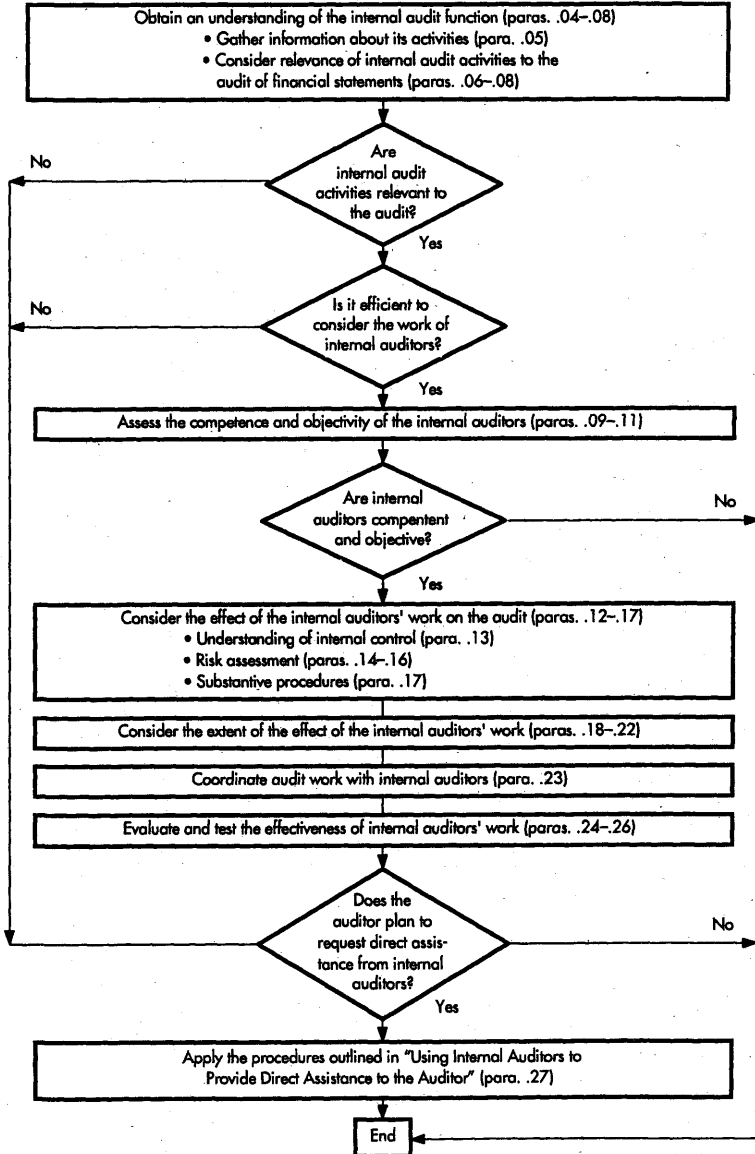 Obtain an understanding of the internal audit function (paras. .04–.08)
• Gather information about its activities (para. .05)
• Consider relevance of internal audit activities to the
audit of financial statements (paras. .06–.08)
Are
internal audit
activities relevant to
the audit?
No
Yes
Is it efficient to
consider the work of
internal auditors?
No
Yes
Assess the competence and objectivity of the internal auditors (paras. .09–.11)
Are internal
auditors compentent
and objective?
No
Yes
Consider the effect of the internal auditors' work on the audit (paras. .12–.17)
• Understanding of internal control (para. .13)
• Risk assessment (paras. .14–.16)
• Substantive procedures (para. .17)
Consider the extent of the effect of the internal auditors' work (paras. .18–.22)
Coordinate audit work with internal auditors (para. .23)
Evaluate and test the effectiveness of internal auditors' work (paras. .24–.26)
Does the
auditor plan to
request direct assis-
tance from internal
auditors?
No
Yes
Apply the procedures outlined in "Using Internal Auditors to
Provide Direct Assistance to the Auditor" (para. .27)
End